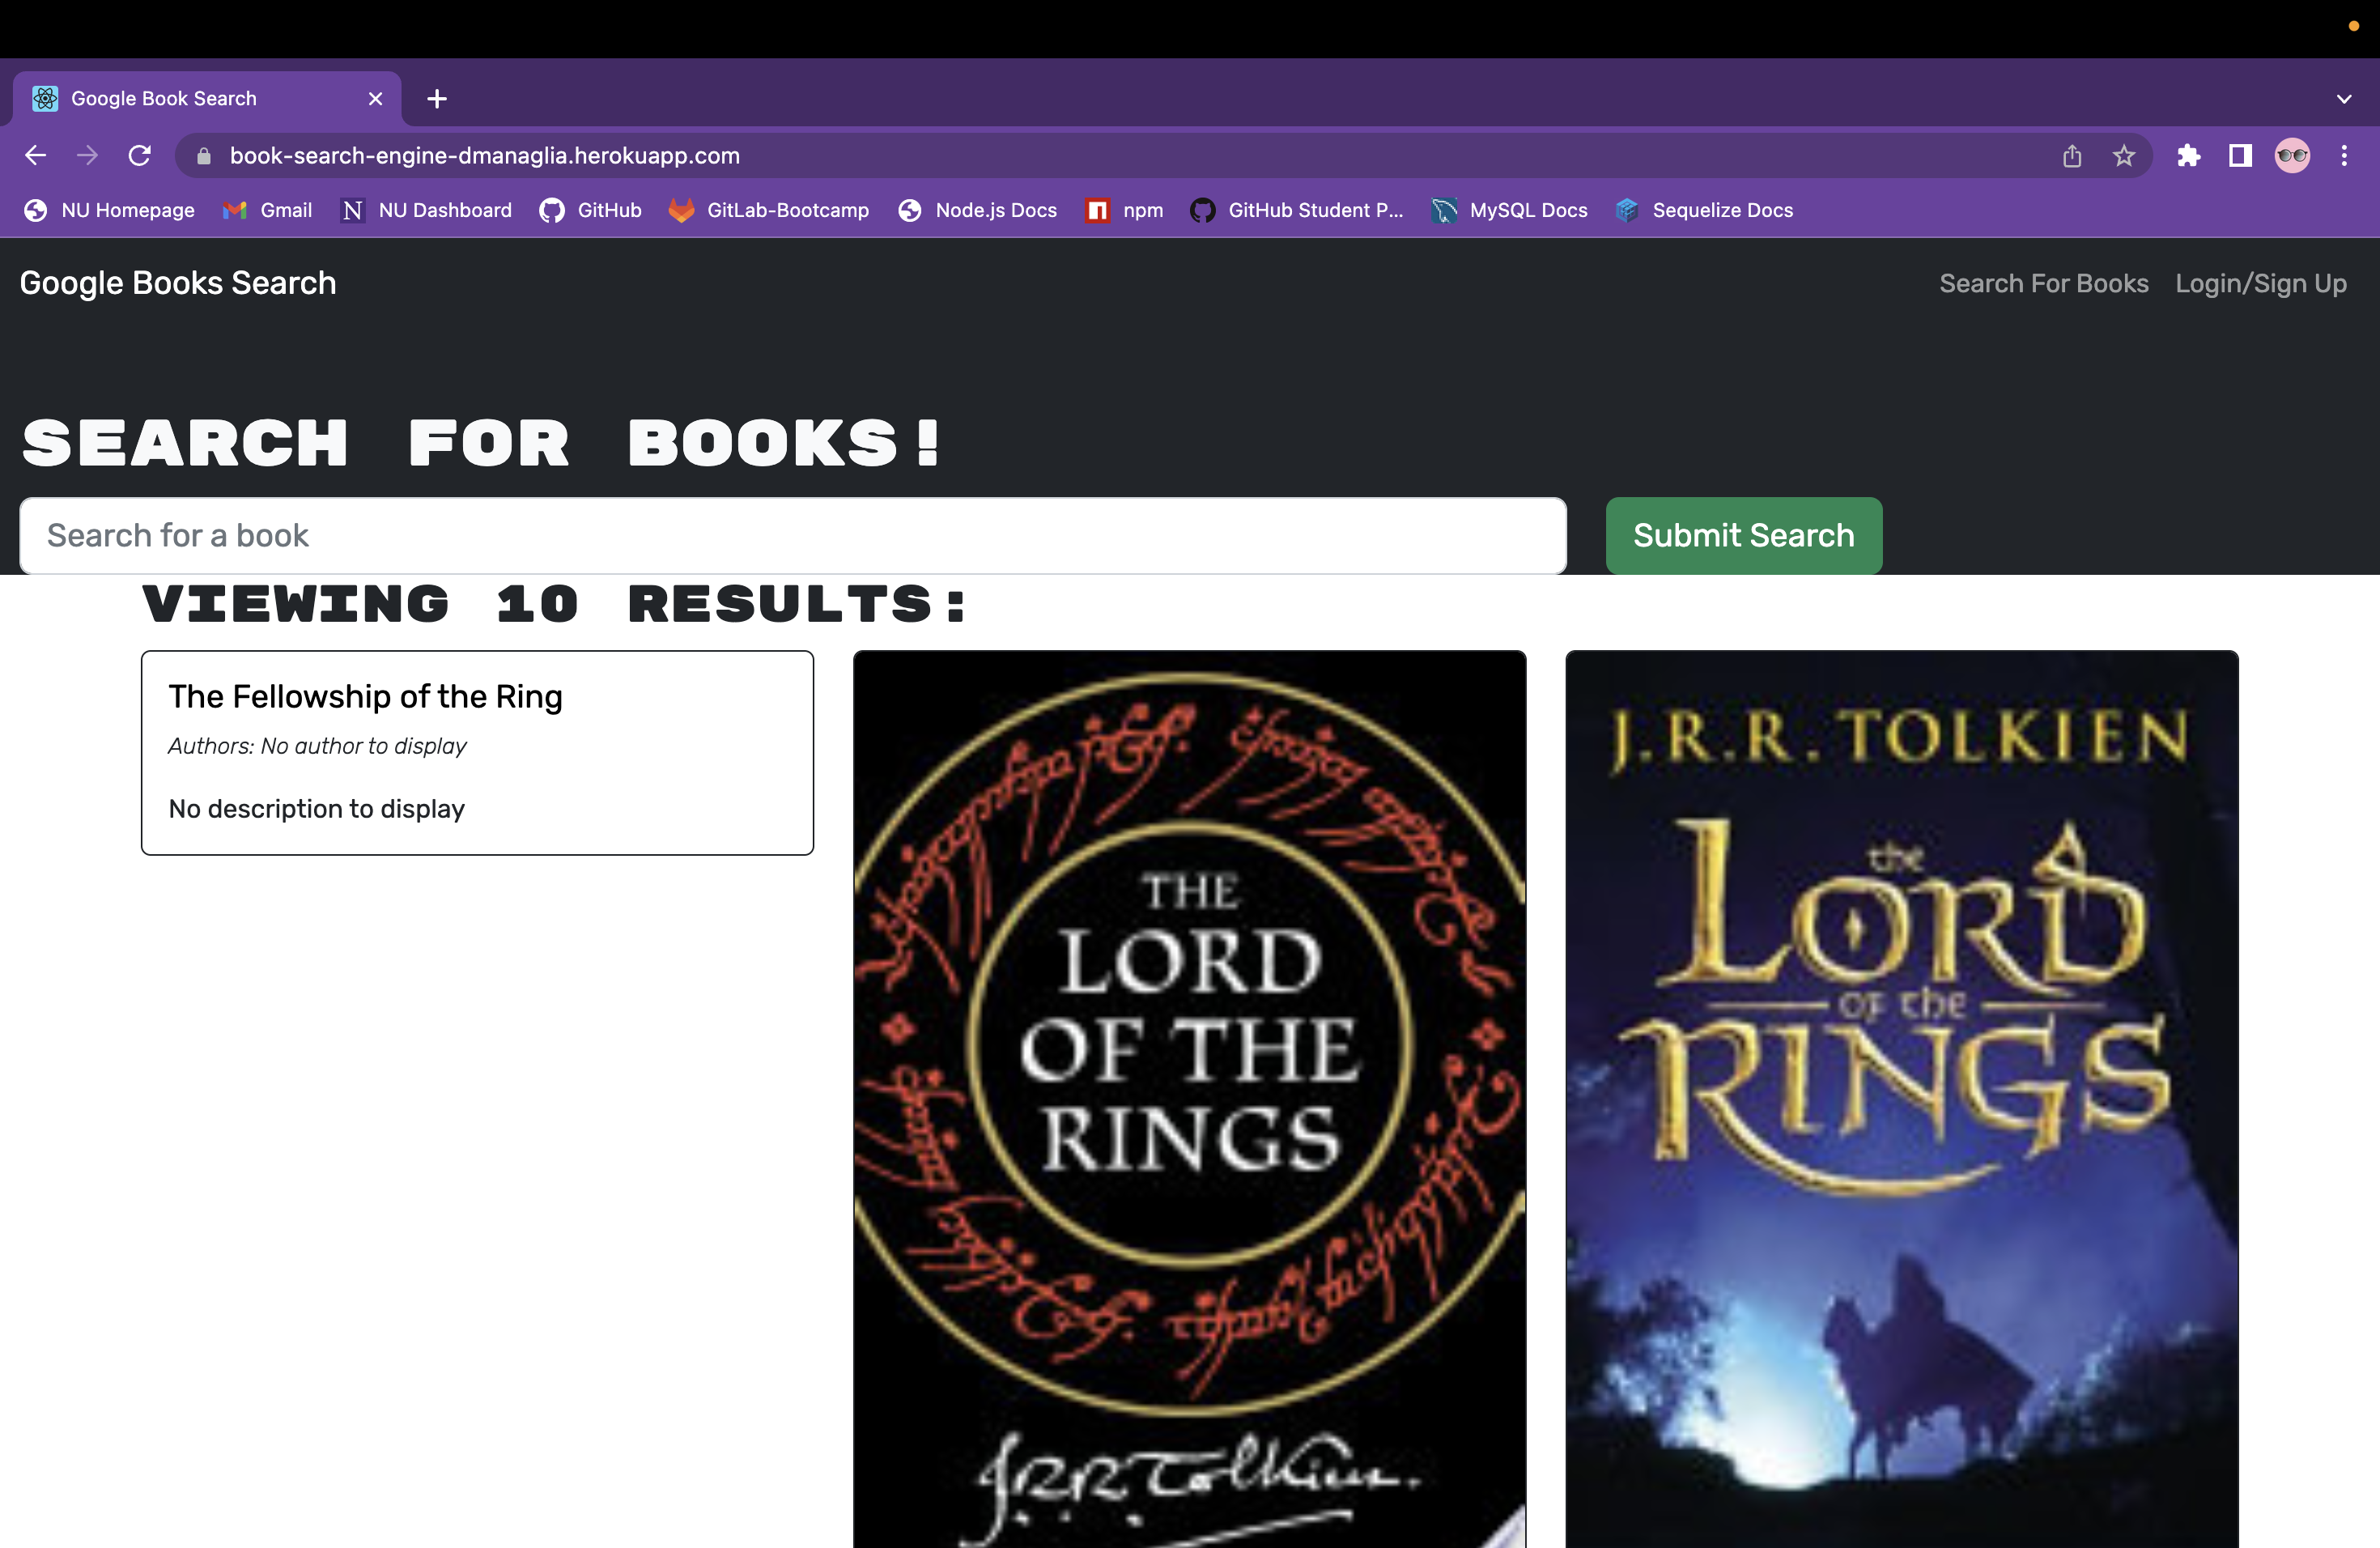 Google Book Search
book-search-engine-dmanaglia.herokuapp.com
NU Homepage Gmail N NU Dashboard GitHub GitLab-Bootcamp Node.js Docs npm GitHub Student P... MySQL Docs Sequelize Docs
Google Books Search Search For Books Login/Sign Up
SEARCH FOR BOOKS!
Search for a book Submit Search
VIEWING 10 RESULTS:
The Fellowship of the Ring
Authors: No author to display
No description to display
THE
LORD
OF THE
RINGS
J.R.R. Tolkien.
J.R.R. TOLKIEN
the
LORD
OF the
RINGS